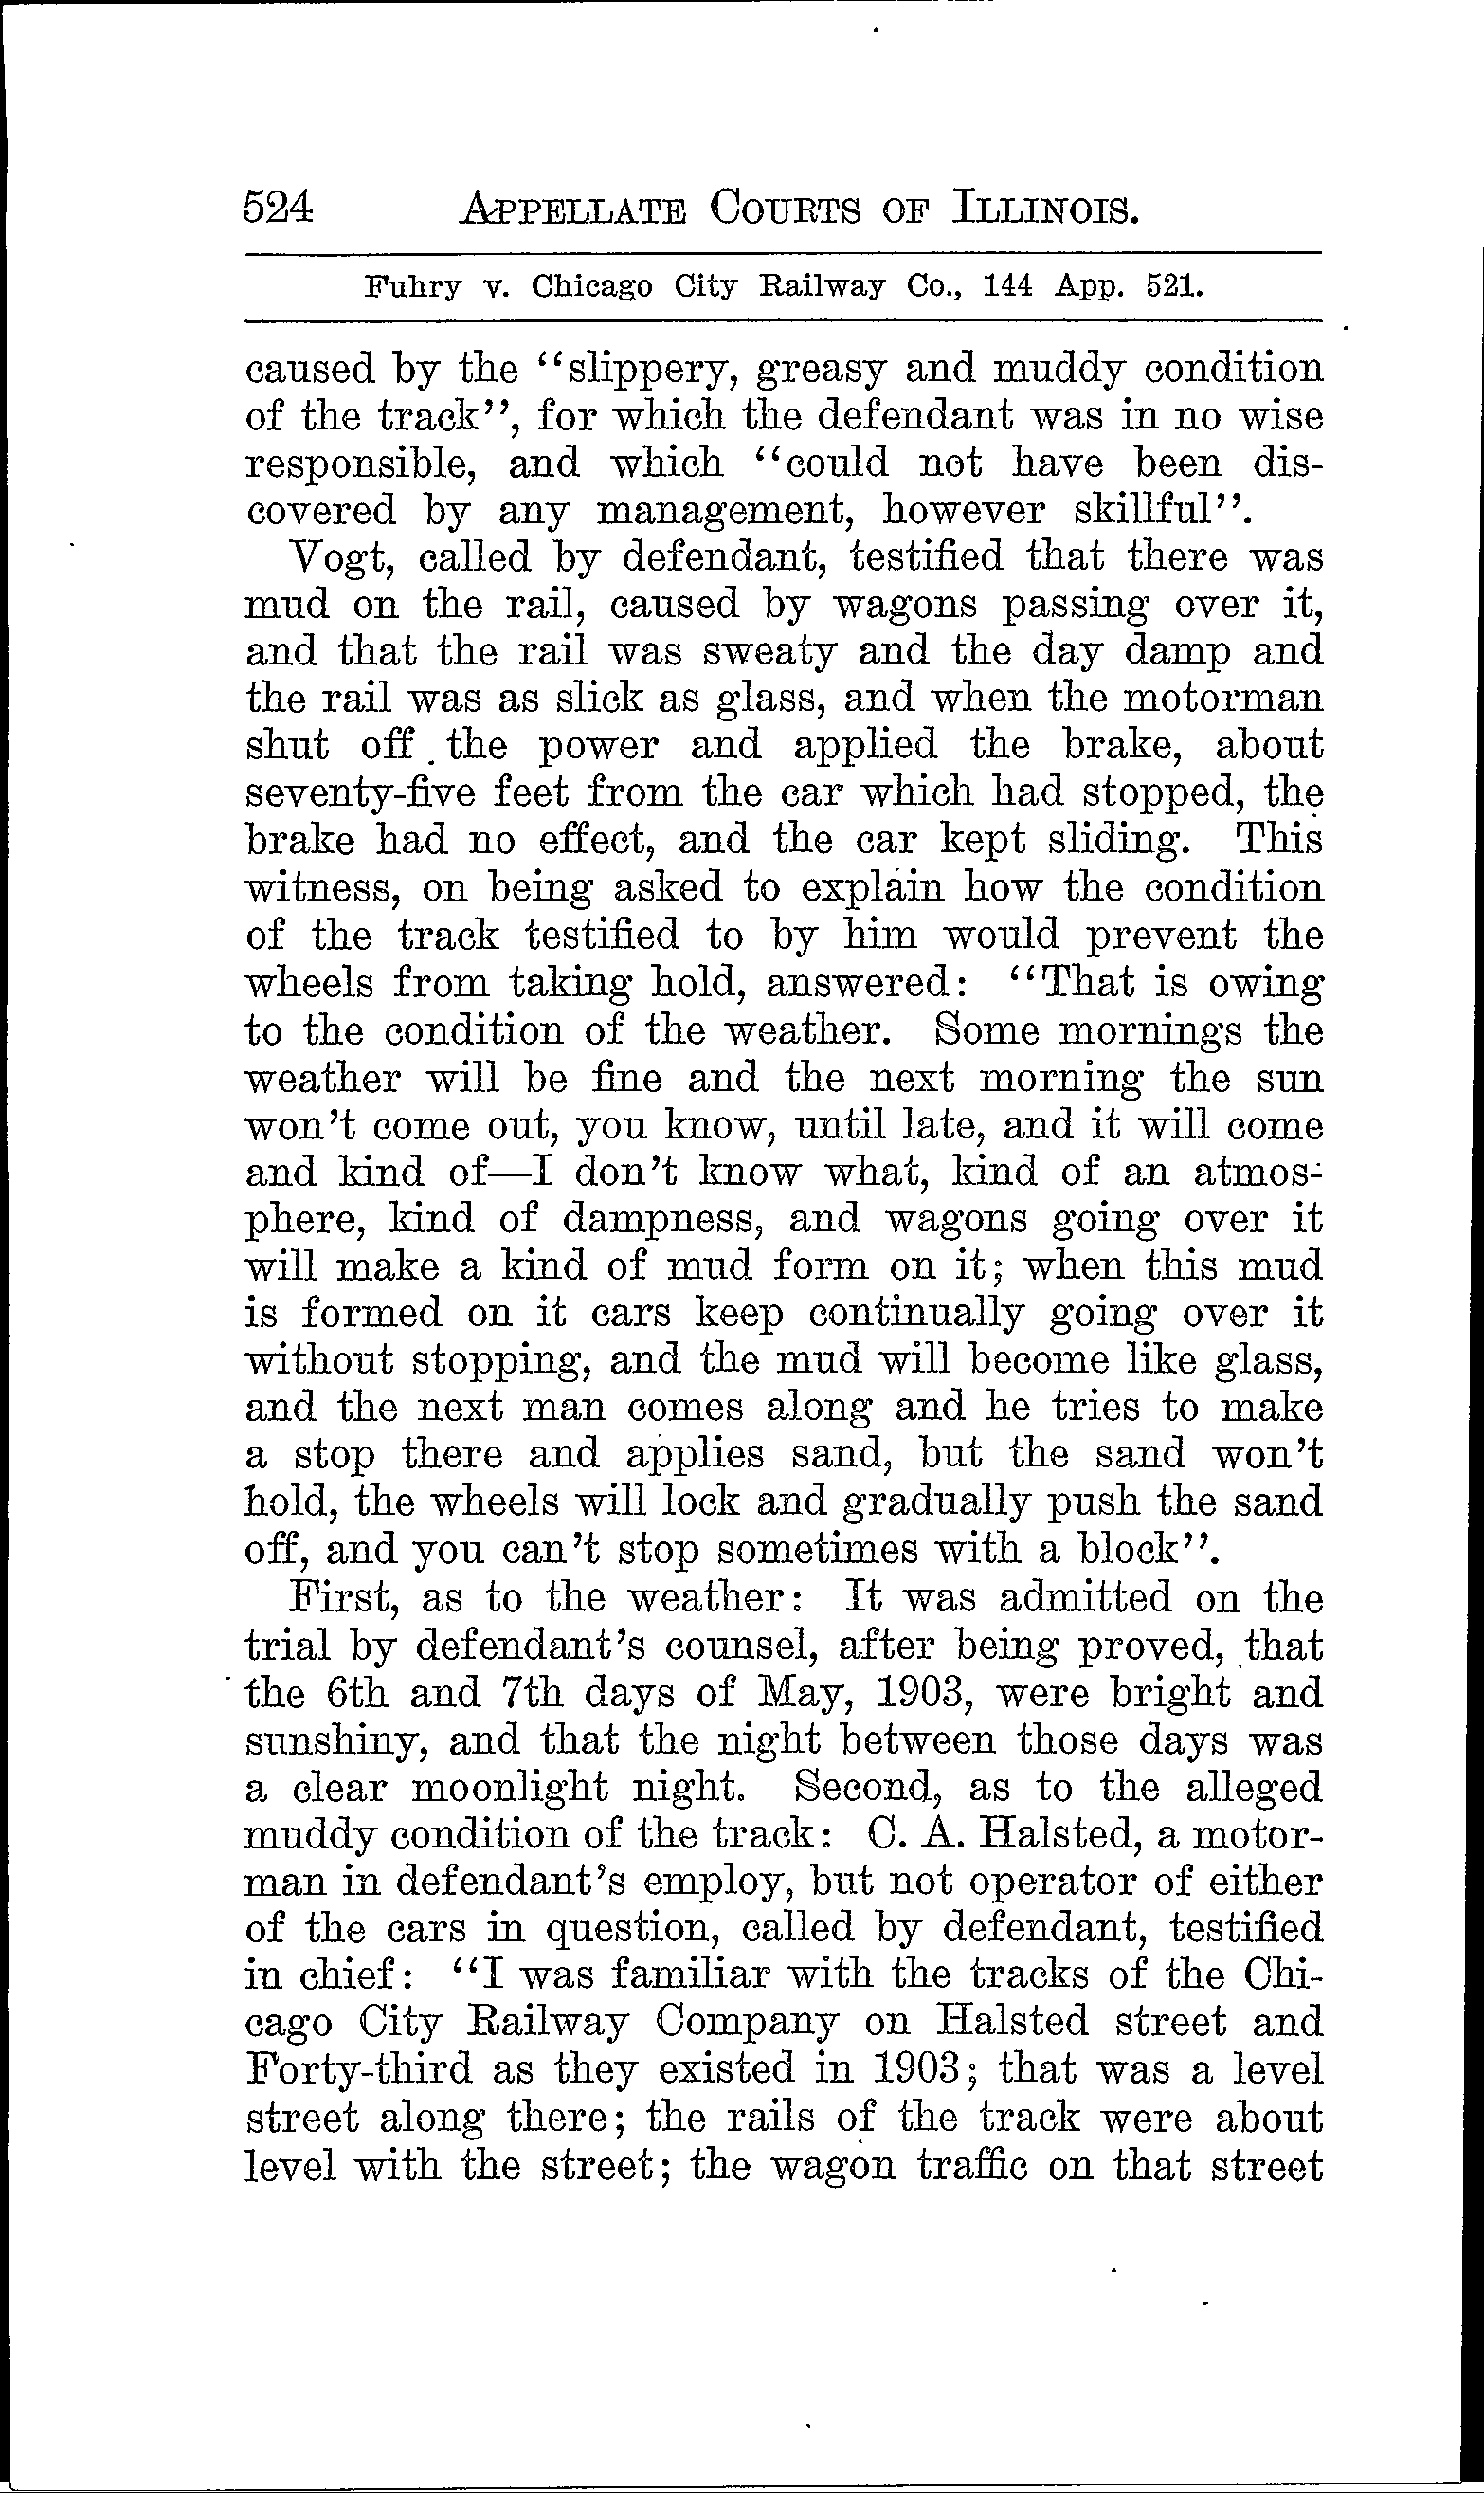 524 APPELLATE COURTS OF ILLINOIS.
Fuhry v. Chicago City Railway Co., 144 App. 521.
caused by the “slippery, greasy and muddy condition
of the track”, for which the defendant was in no wise
responsible, and which “could not have been dis-
covered by any management, however skillful”.
Vogt, called by defendant, testified that there was
mud on the rail, caused by wagons passing over it,
and that the rail was sweaty and the day damp and
the rail was as slick as glass, and when the motorman
shut off the power and applied the brake, about
seventy-five feet from the car which had stopped, the
brake had no effect, and the car kept sliding. This
witness, on being asked to explain how the condition
of the track testified to by him would prevent the
wheels from taking hold, answered: “That is owing
to the condition of the weather. Some mornings the
weather will be fine and the next morning the sun
won’t come out, you know, until late, and it will come
and kind of—I don’t know what, kind of an atmos-
phere, kind of dampness, and wagons going over it
will make a kind of mud form on it; when this mud
is formed on it cars keep continually going over it
without stopping, and the mud will become like glass,
and the next man comes along and he tries to make
a stop there and applies sand, but the sand won’t
hold, the wheels will lock and gradually push the sand
off, and you can’t stop sometimes with a block”.
First, as to the weather: It was admitted on the
trial by defendant’s counsel, after being proved, that
the 6th and 7th days of May, 1903, were bright and
sunshiny, and that the night between those days was
a clear moonlight night. Second, as to the alleged
muddy condition of the track: C. A. Halsted, a motor-
man in defendant’s employ, but not operator of either
of the cars in question, called by defendant, testified
in chief: “I was familiar with the tracks of the Chi-
cago City Railway Company on Halsted street and
Forty-third as they existed in 1903; that was a level
street along there; the rails of the track were about
level with the street; the wagon traffic on that street